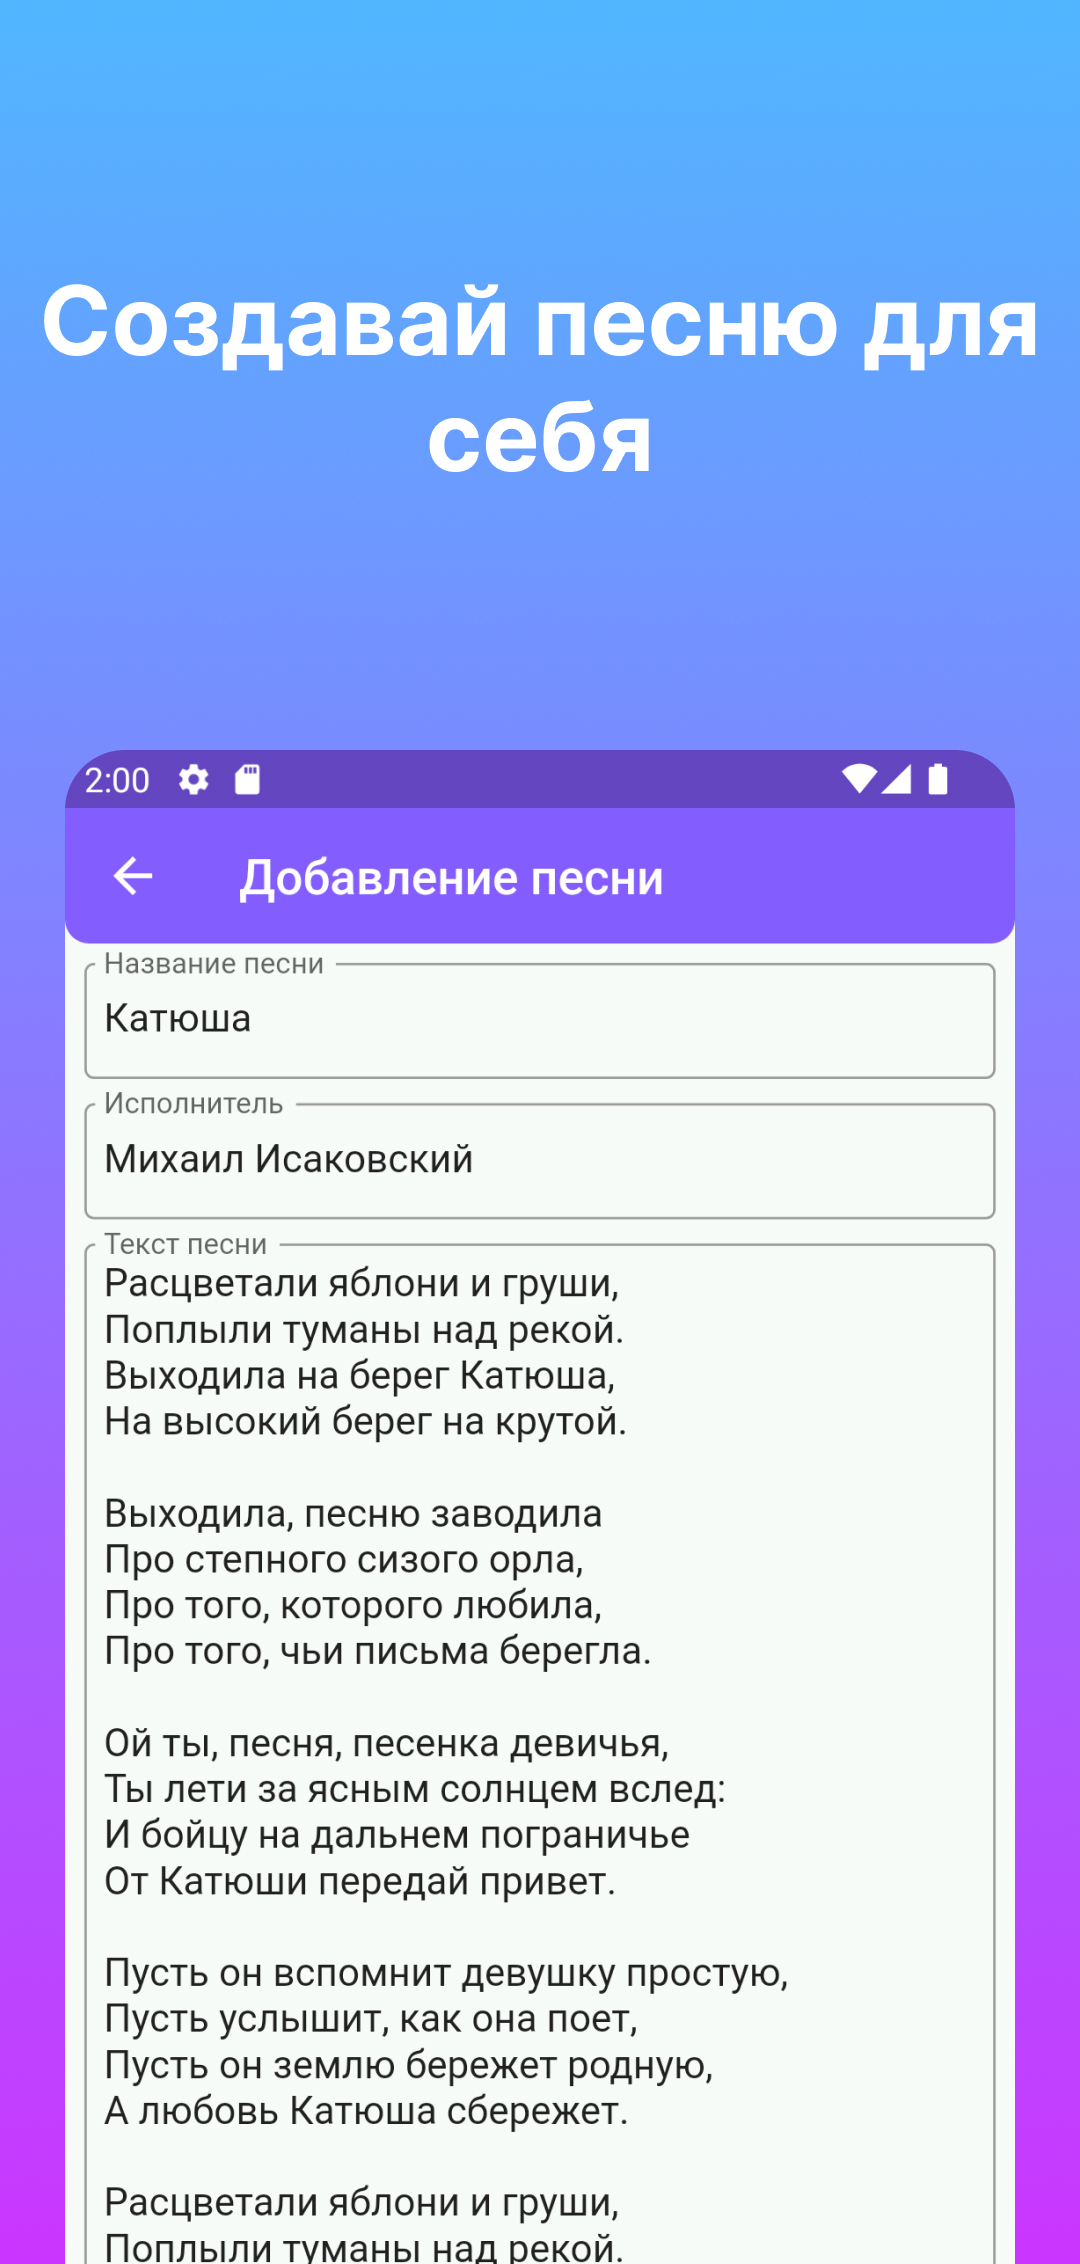 Создавай песню для
себя
2:00
Добавление песни
Название песни
Катюша
Исполнитель
Михаил Исаковский
Текст песни
Расцветали яблони и груши,
Поплыли туманы над рекой.
Выходила на берег Катюша,
На высокий берег на крутой.

Выходила, песню заводила
Про степного сизого орла,
Про того, которого любила,
Про того, чьи письма берегла.

Ой ты, песня, песенка девичья,
Ты лети за ясным солнцем вслед:
И бойцу на дальнем пограничье
От Катюши передай привет.

Пусть он вспомнит девушку простую,
Пусть услышит, как она поет,
Пусть он землю бережет родную,
А любовь Катюша сбережет.

Расцветали яблони и груши,
Поплыли туманы над рекой.